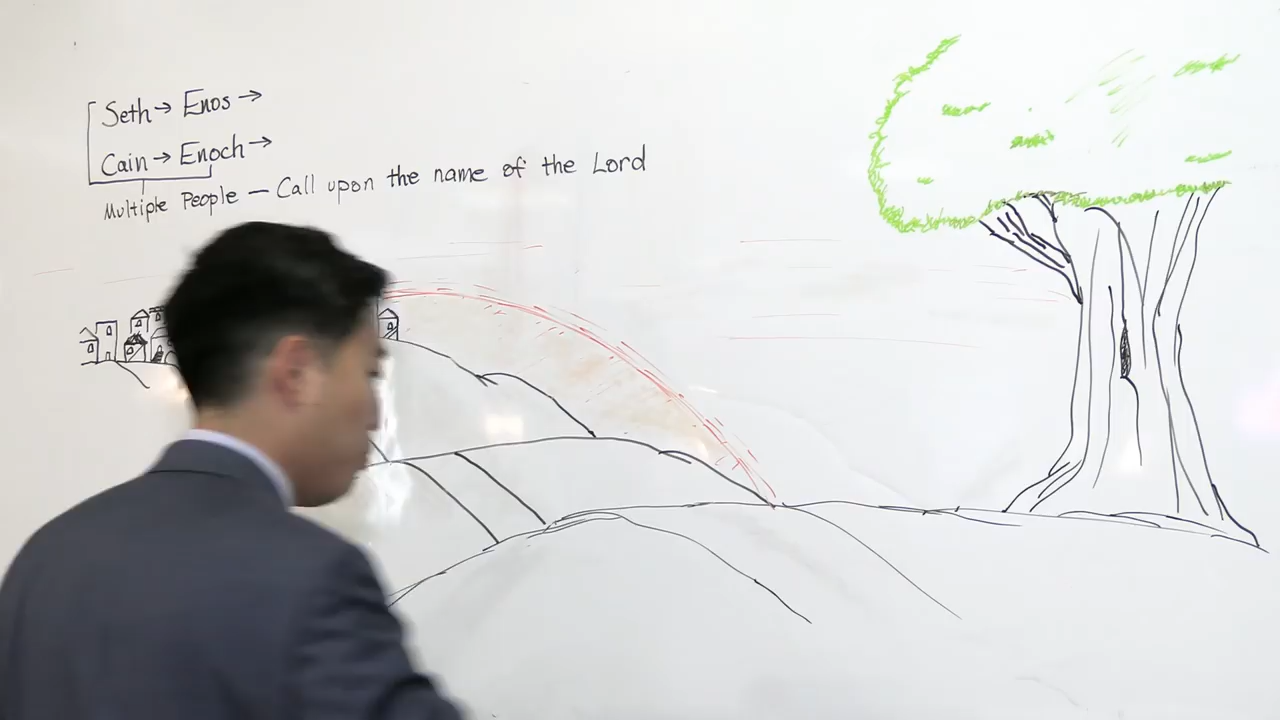 Seth → Enos →
Cain → Enoch →
Multiple People — Call upon the name of the Lord